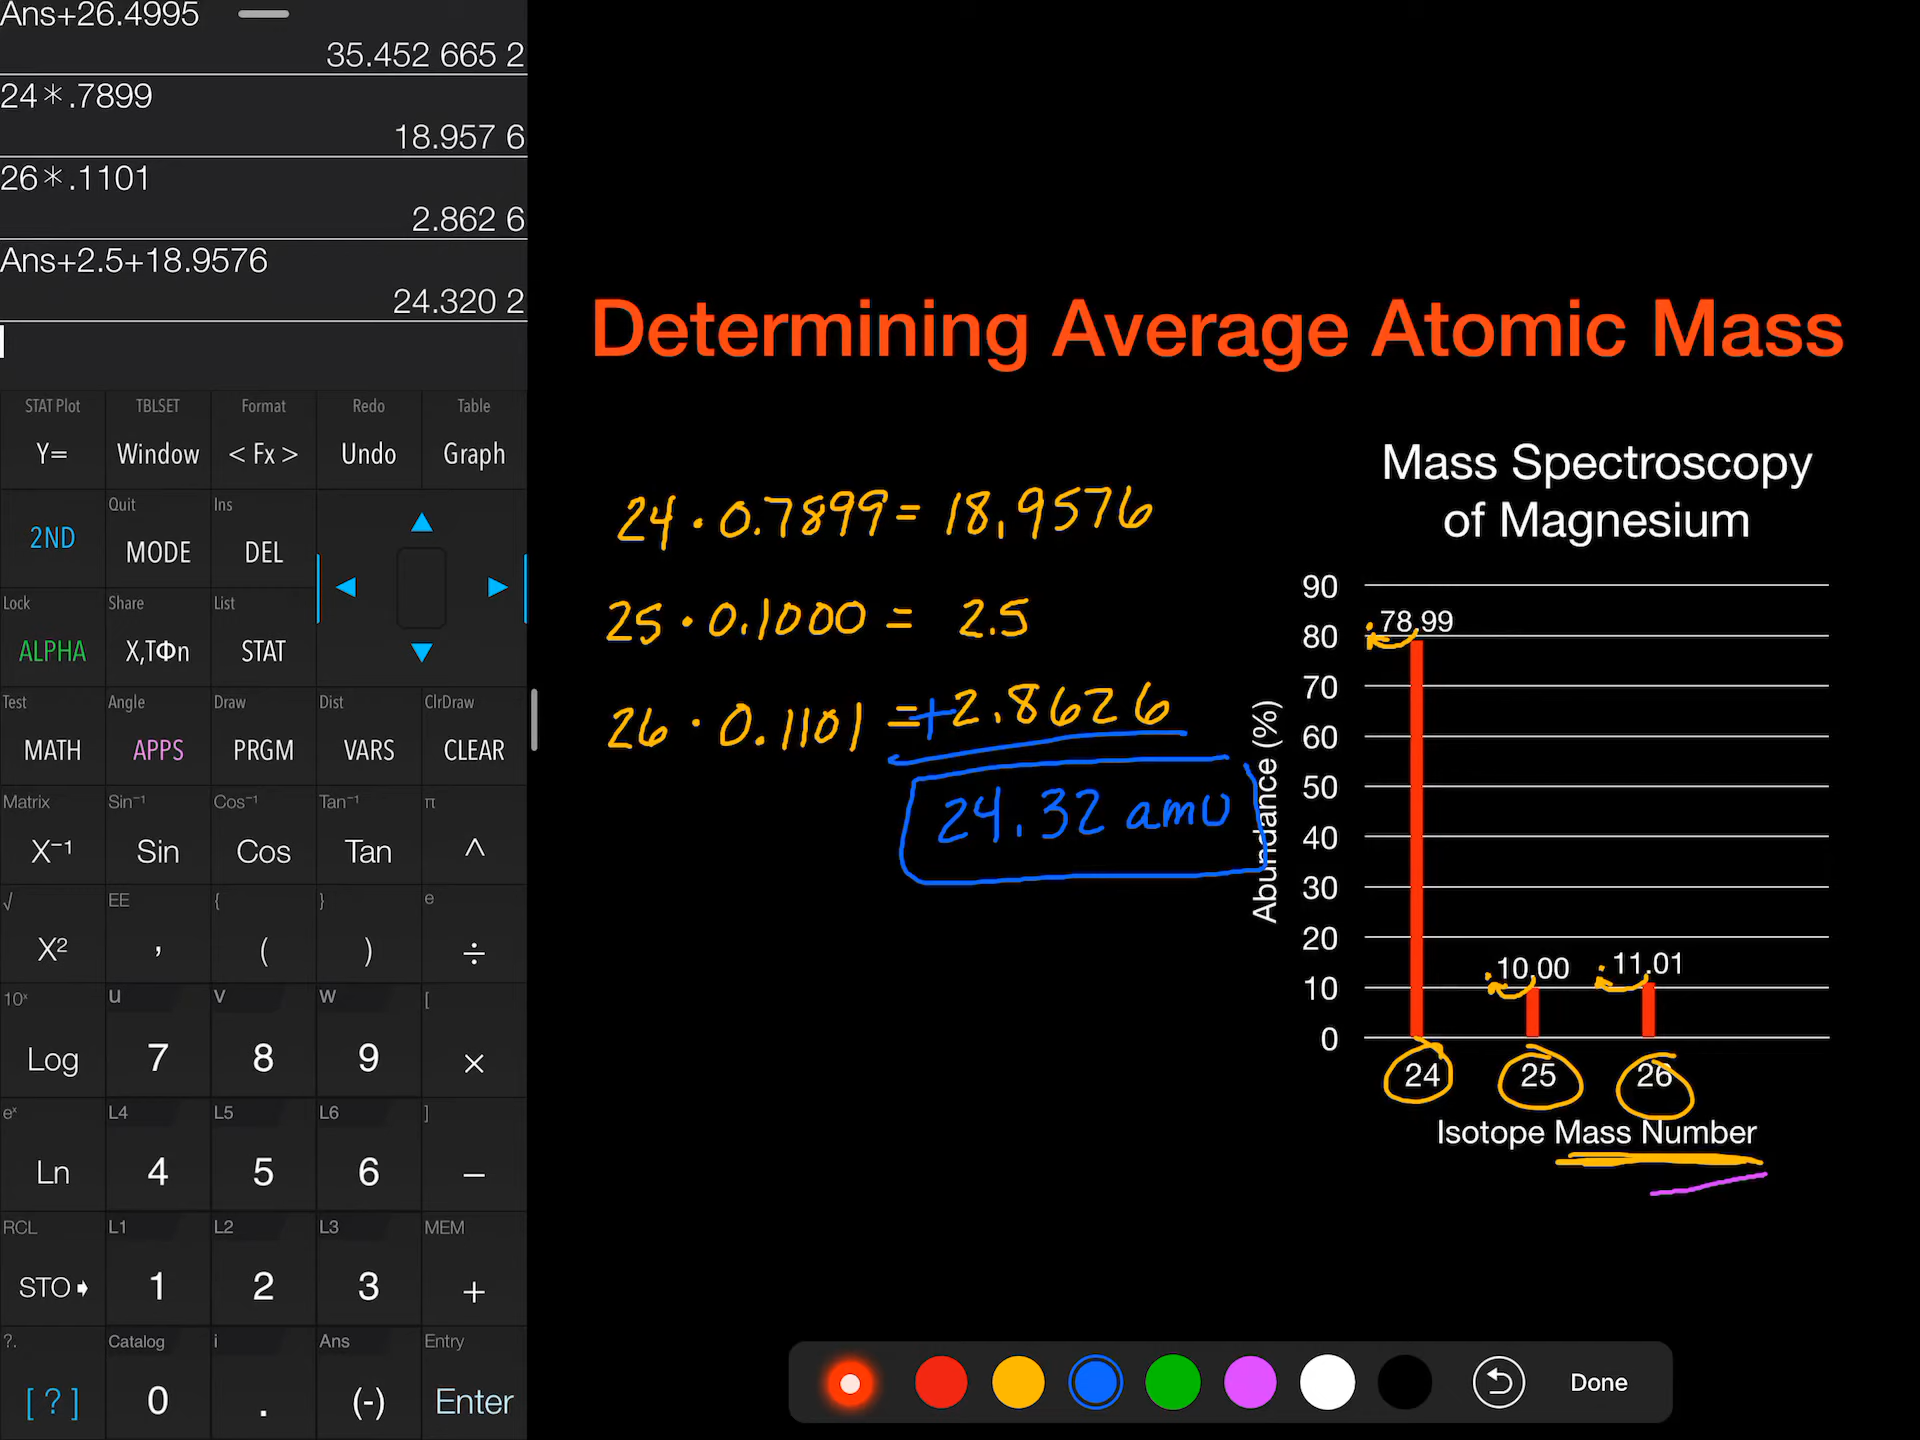 Ans+26.4995
35.452 665 2
24*.7899
18.957 6
26*.1101
2.862 6
Ans+2.5+18.9576
24.320 2
STAT Plot TBLSET Format Redo Table
Y= Window < Fx > Undo Graph
Quit Ins
2ND MODE DEL
Lock Share List
ALPHA X,TΦn STAT
Test Angle Draw Dist ClrDraw
MATH APPS PRGM VARS CLEAR
Matrix Sin⁻¹ Cos⁻¹ Tan⁻¹ π
X⁻¹ Sin Cos Tan ^
√ EE { } e
X² , ( ) ÷
10ˣ u v w [
Log 7 8 9 ×
eˣ L4 L5 L6 ]
Ln 4 5 6 −
RCL L1 L2 L3 MEM
STO➧ 1 2 3 +
?. Catalog i Ans Entry
[ ? ] 0 . (-) Enter
Determining Average Atomic Mass
24 · 0.7899 = 18.9576
25 · 0.1000 = 2.5
26 · 0.1101 = +2.8626
24.32 amu
Mass Spectroscopy
of Magnesium
Abundance (%)
90
80
70
60
50
40
30
20
10
0
.78.99
.10.00
.11.01
24 25 26
Isotope Mass Number
Done